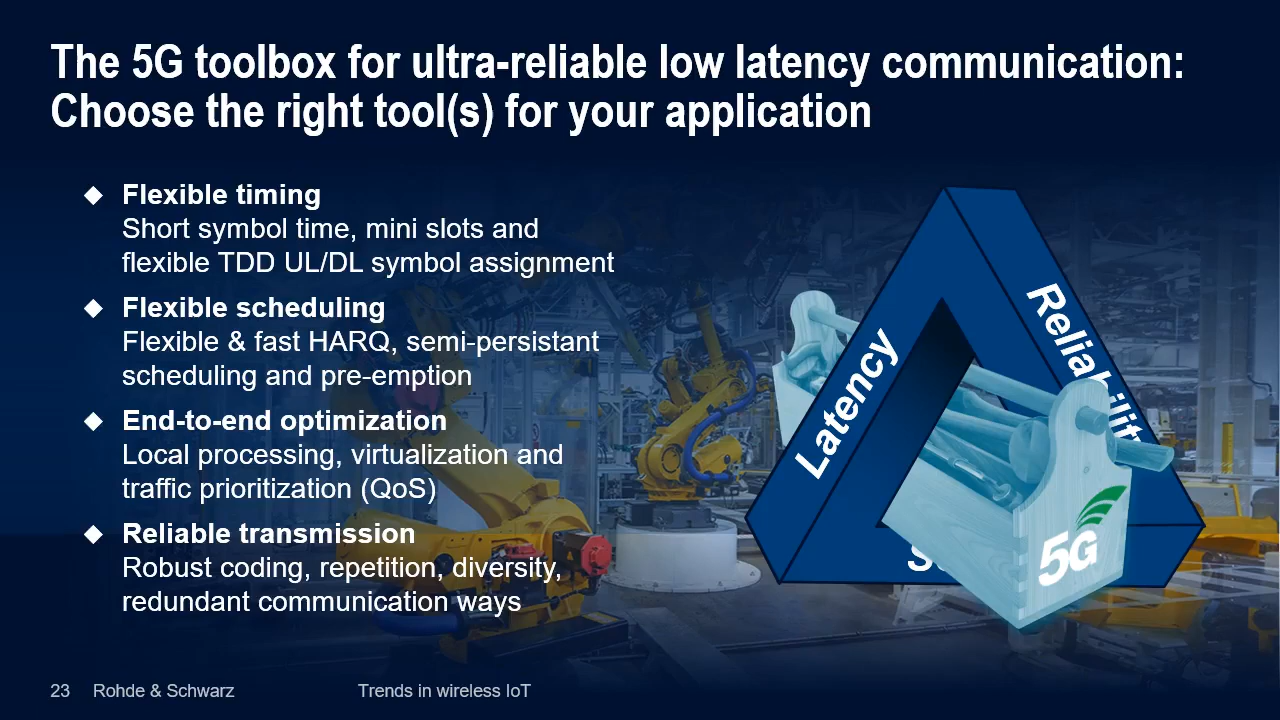 The 5G toolbox for ultra-reliable low latency communication:
Choose the right tool(s) for your application
Flexible timing
Short symbol time, mini slots and
flexible TDD UL/DL symbol assignment
Flexible scheduling
Flexible & fast HARQ, semi-persistant
scheduling and pre-emption
End-to-end optimization
Local processing, virtualization and
traffic prioritization (QoS)
Reliable transmission
Robust coding, repetition, diversity,
redundant communication ways
Latency
5G
23 Rohde & Schwarz Trends in wireless IoT